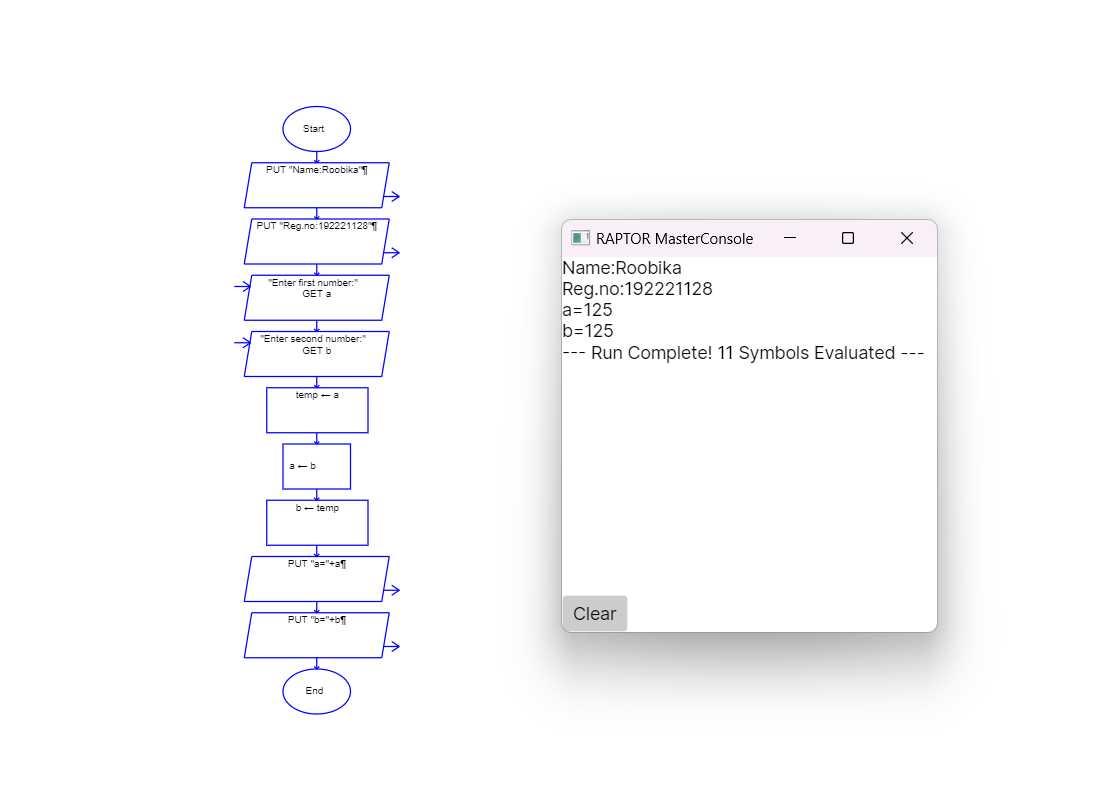 Start
PUT "Name:Roobika"¶
PUT "Reg.no:192221128"¶
"Enter first number:"
GET a
"Enter second number:"
GET b
temp ← a
a ← b
b ← temp
PUT "a="+a¶
PUT "b="+b¶
End
RAPTOR MasterConsole
Name:Roobika
Reg.no:192221128
a=125
b=125
--- Run Complete! 11 Symbols Evaluated ---
Clear